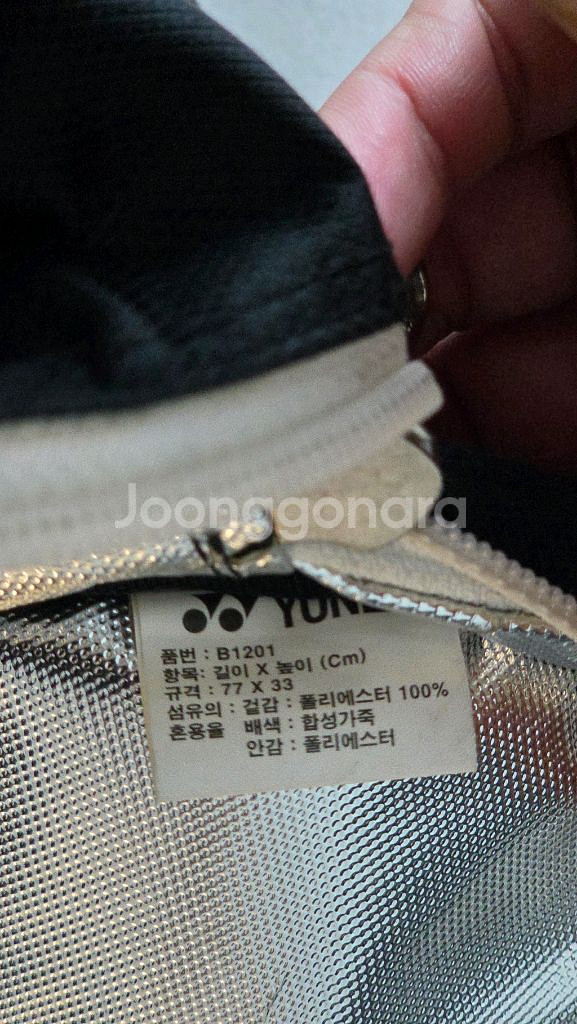 Joonggonara
품번 : B1201
항목: 길이 X 높이 (Cm)
규격 : 77 X 33
섬유의 : 겉감 : 폴리에스터 100%
혼용율 배색 : 합성가죽
안감 : 폴리에스터